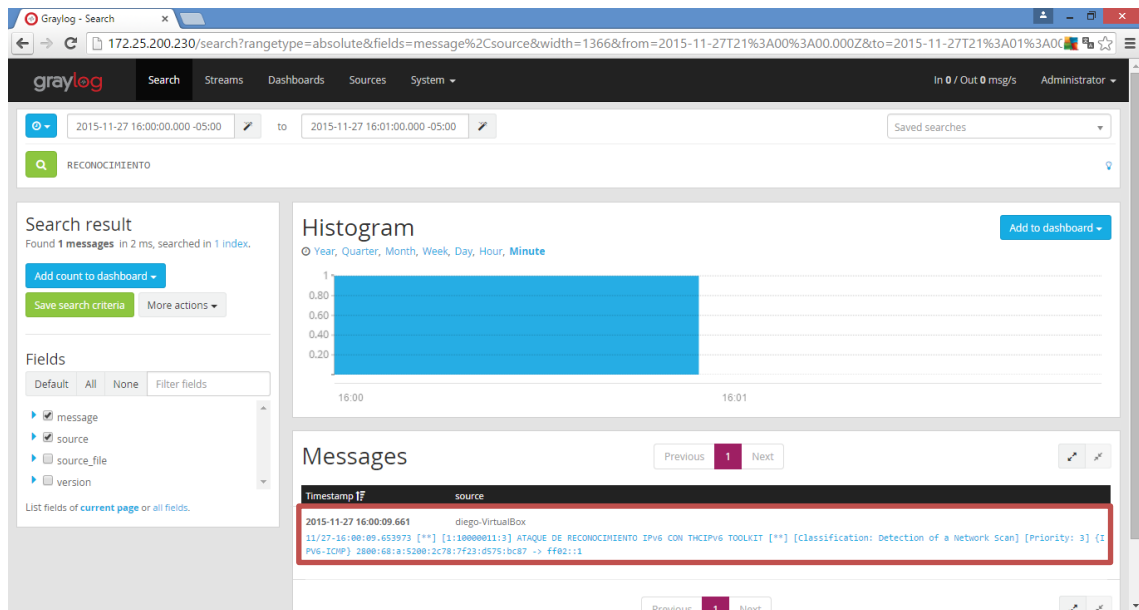 Graylog - Search
172.25.200.230/search?rangetype=absolute&fields=message%2Csource&width=1366&from=2015-11-27T21%3A00%3A00.000Z&to=2015-11-27T21%3A01%3A0
graylog Search Streams Dashboards Sources System In 0 / Out 0 msg/s Administrator
2015-11-27 16:00:00.000 -05:00 to 2015-11-27 16:01:00.000 -05:00 Saved searches
RECONOCIMIENTO
Search result
Found 1 messages in 2 ms, searched in 1 index.
Add count to dashboard
Save search criteria More actions
Fields
Default All None Filter fields
message
source
source_file
version
List fields of current page or all fields.
Histogram
Add to dashboard
Year, Quarter, Month, Week, Day, Hour, Minute
1
0.80
0.60
0.40
0.20
16:00 16:01
Messages
Previous 1 Next
Timestamp source
2015-11-27 16:00:09.661 diego-VirtualBox
11/27-16:00:09.653973 [**] [1:10000011:3] ATAQUE DE RECONOCIMIENTO IPv6 CON THCIPv6 TOOLKIT [**] [Classification: Detection of a Network Scan] [Priority: 3] {I
PV6-ICMP} 2800:68:a:5200:2c78:7f23:d575:bc87 -> ff02::1
Previous 1 Next